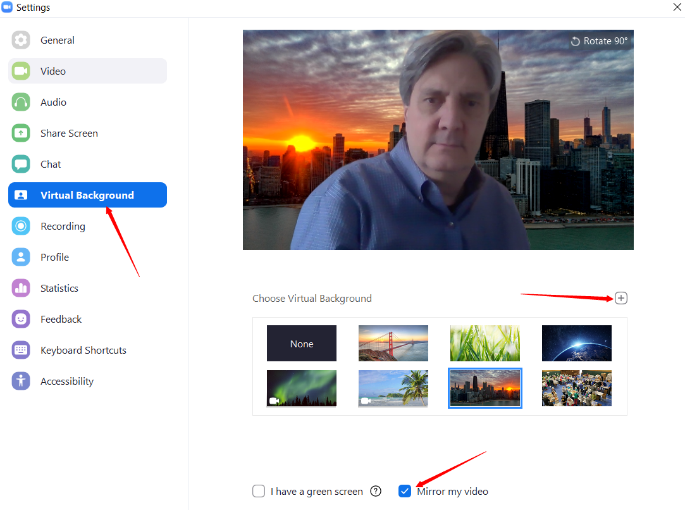 Settings
General
Video
Audio
Share Screen
Chat
Virtual Background
Recording
Profile
Statistics
Feedback
Keyboard Shortcuts
Accessibility
Rotate 90°
Choose Virtual Background
None
I have a green screen
?
Mirror my video